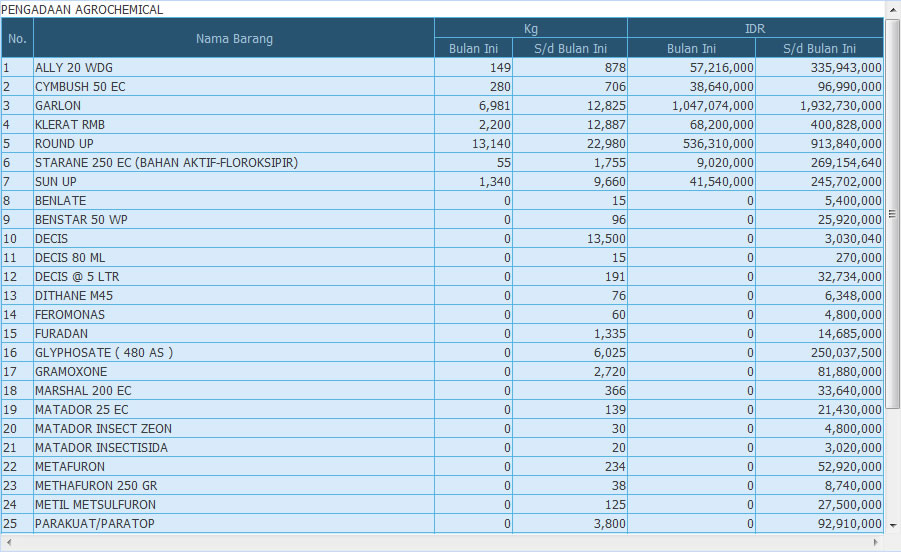 PENGADAAN AGROCHEMICAL
No. Nama Barang Kg IDR
Bulan Ini S/d Bulan Ini Bulan Ini S/d Bulan Ini
1 ALLY 20 WDG 149 878 57,216,000 335,943,000
2 CYMBUSH 50 EC 280 706 38,640,000 96,990,000
3 GARLON 6,981 12,825 1,047,074,000 1,932,730,000
4 KLERAT RMB 2,200 12,887 68,200,000 400,828,000
5 ROUND UP 13,140 22,980 536,310,000 913,840,000
6 STARANE 250 EC (BAHAN AKTIF-FLOROKSIPIR) 55 1,755 9,020,000 269,154,640
7 SUN UP 1,340 9,660 41,540,000 245,702,000
8 BENLATE 0 15 0 5,400,000
9 BENSTAR 50 WP 0 96 0 25,920,000
10 DECIS 0 13,500 0 3,030,040
11 DECIS 80 ML 0 15 0 270,000
12 DECIS @ 5 LTR 0 191 0 32,734,000
13 DITHANE M45 0 76 0 6,348,000
14 FEROMONAS 0 60 0 4,800,000
15 FURADAN 0 1,335 0 14,685,000
16 GLYPHOSATE ( 480 AS ) 0 6,025 0 250,037,500
17 GRAMOXONE 0 2,720 0 81,880,000
18 MARSHAL 200 EC 0 366 0 33,640,000
19 MATADOR 25 EC 0 139 0 21,430,000
20 MATADOR INSECT ZEON 0 30 0 4,800,000
21 MATADOR INSECTISIDA 0 20 0 3,020,000
22 METAFURON 0 234 0 52,920,000
23 METHAFURON 250 GR 0 38 0 8,740,000
24 METIL METSULFURON 0 125 0 27,500,000
25 PARAKUAT/PARATOP 0 3,800 0 92,910,000